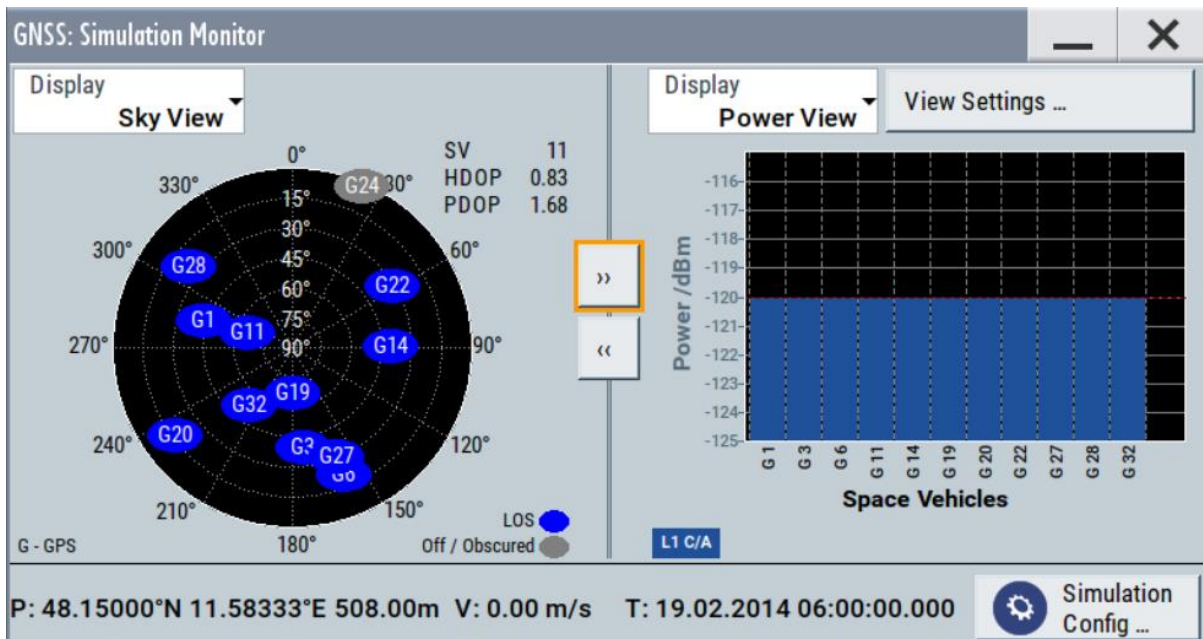 GNSS: Simulation Monitor
Display
Sky View
SV 11
HDOP 0.83
PDOP 1.68
0°
330°
G24
30°
15°
30°
300°
45°
60°
G28
60°
G22
G1
75°
G11
270°
90°
G14
90°
G19
G32
G20
240°
G3
G27
G6
120°
210°
150°
180°
LOS
G - GPS
Off / Obscured
››
‹‹
Display
Power View
View Settings ...
Power /dBm
-116
-117
-118
-119
-120
-121
-122
-123
-124
-125
G 1
G 3
G 6
G 11
G 14
G 19
G 20
G 22
G 27
G 28
G 32
Space Vehicles
L1 C/A
P: 48.15000°N 11.58333°E 508.00m V: 0.00 m/s T: 19.02.2014 06:00:00.000
Simulation
Config ...